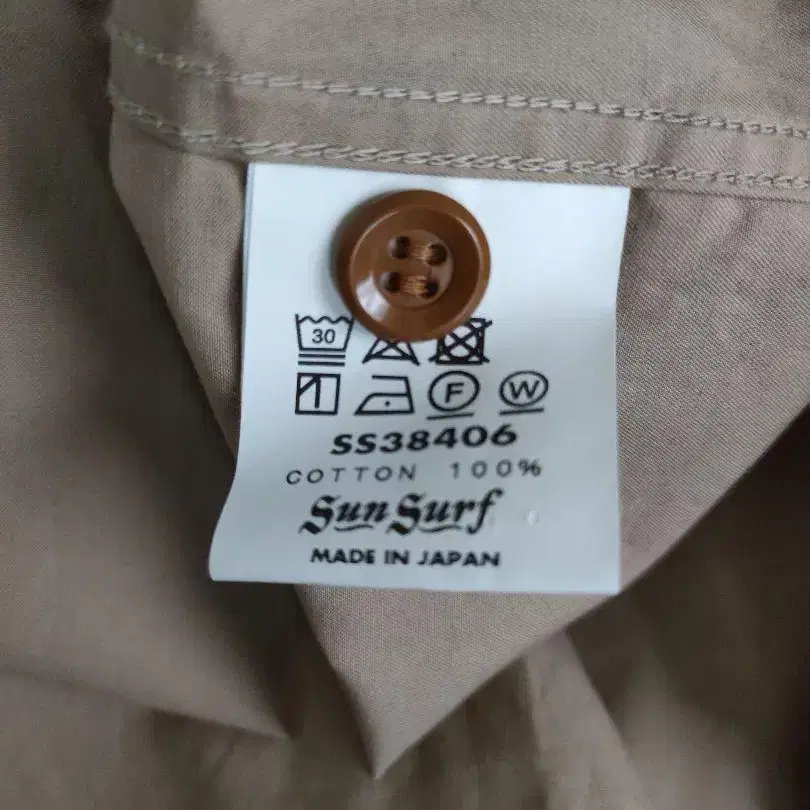 30
F W
SS38406
COTTON 100%
Sun Surf
MADE IN JAPAN